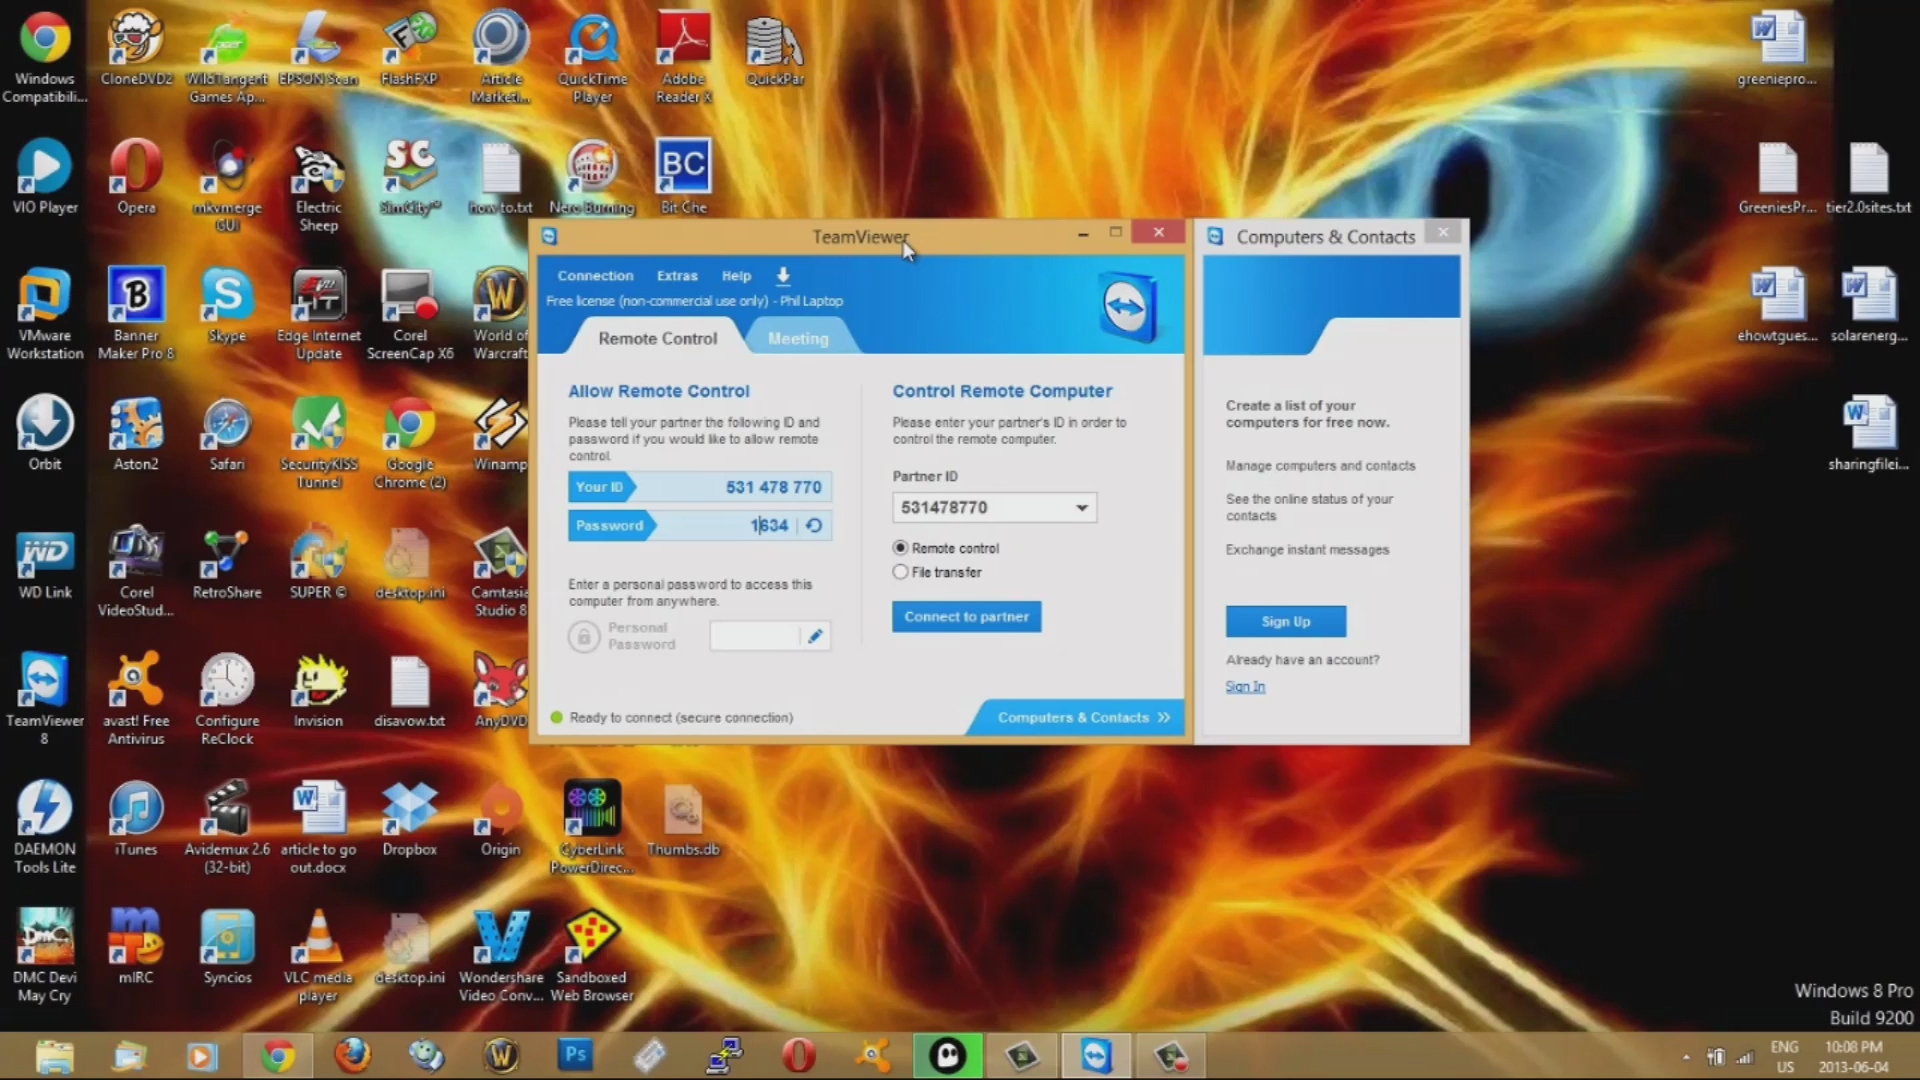 Windows
Compatibili...
CloneDVD2
WildTangent
Games Ap...
EPSON Scan
FlashFXP
Article
Marketi...
QuickTime
Player
Adobe
Reader X
QuickPar
greeniepro...
VIO Player
Opera
mkvmerge
GUI
Electric
Sheep
SC
SimCity™
how-to.txt
Nero Burning
BC
Bit Che
GreeniesPr...
tier2.0sites.txt
VMware
Workstation
B
Banner
Maker Pro 8
Skype
Edge Internet
Update
Corel
ScreenCap X6
World of
Warcraft
ehowtgues...
solarenerg...
Orbit
Aston2
Safari
SecurityKISS
Tunnel
Google
Chrome (2)
Winamp
sharingfilei...
WD
WD Link
Corel
VideoStud...
RetroShare
SUPER ©
desktop.ini
Camtasia
Studio 8
TeamViewer
8
avast! Free
Antivirus
Configure
ReClock
Invision
disavow.txt
AnyDVD
DAEMON
Tools Lite
iTunes
Avidemux 2.6
(32-bit)
article to go
out.docx
Dropbox
Origin
CyberLink
PowerDirec...
Thumbs.db
DMC Devi
May Cry
mIRC
Syncios
VLC media
player
desktop.ini
Wondershare
Video Conv...
Sandboxed
Web Browser
TeamViewer
Connection Extras Help
Free license (non-commercial use only) - Phil Laptop
Remote Control
Meeting
Allow Remote Control
Please tell your partner the following ID and
password if you would like to allow remote
control.
Your ID 531 478 770
Password 1634
Enter a personal password to access this
computer from anywhere.
Personal
Password
Control Remote Computer
Please enter your partner's ID in order to
control the remote computer.
Partner ID
531478770
Remote control
File transfer
Connect to partner
Ready to connect (secure connection)
Computers & Contacts >>
Computers & Contacts
Create a list of your
computers for free now.
Manage computers and contacts
See the online status of your
contacts
Exchange instant messages
Sign Up
Already have an account?
Sign In
Windows 8 Pro
Build 9200
Ps
ENG
US
10:08 PM
2013-06-04